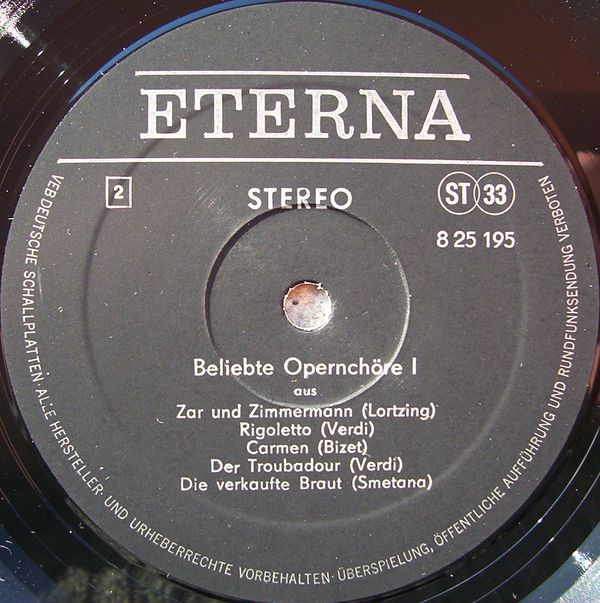 ETERNA
2
STEREO
ST 33
8 25 195
Beliebte Opernchöre I
aus
Zar und Zimmermann (Lortzing)
Rigoletto (Verdi)
Carmen (Bizet)
Der Troubadour (Verdi)
Die verkaufte Braut (Smetana)
VEB DEUTSCHE SCHALLPLATTEN · ALLE HERSTELLER- UND URHEBERRECHTE VORBEHALTEN · ÜBERSPIELUNG, ÖFFENTLICHE AUFFÜHRUNG UND RUNDFUNKSENDUNG VERBOTEN